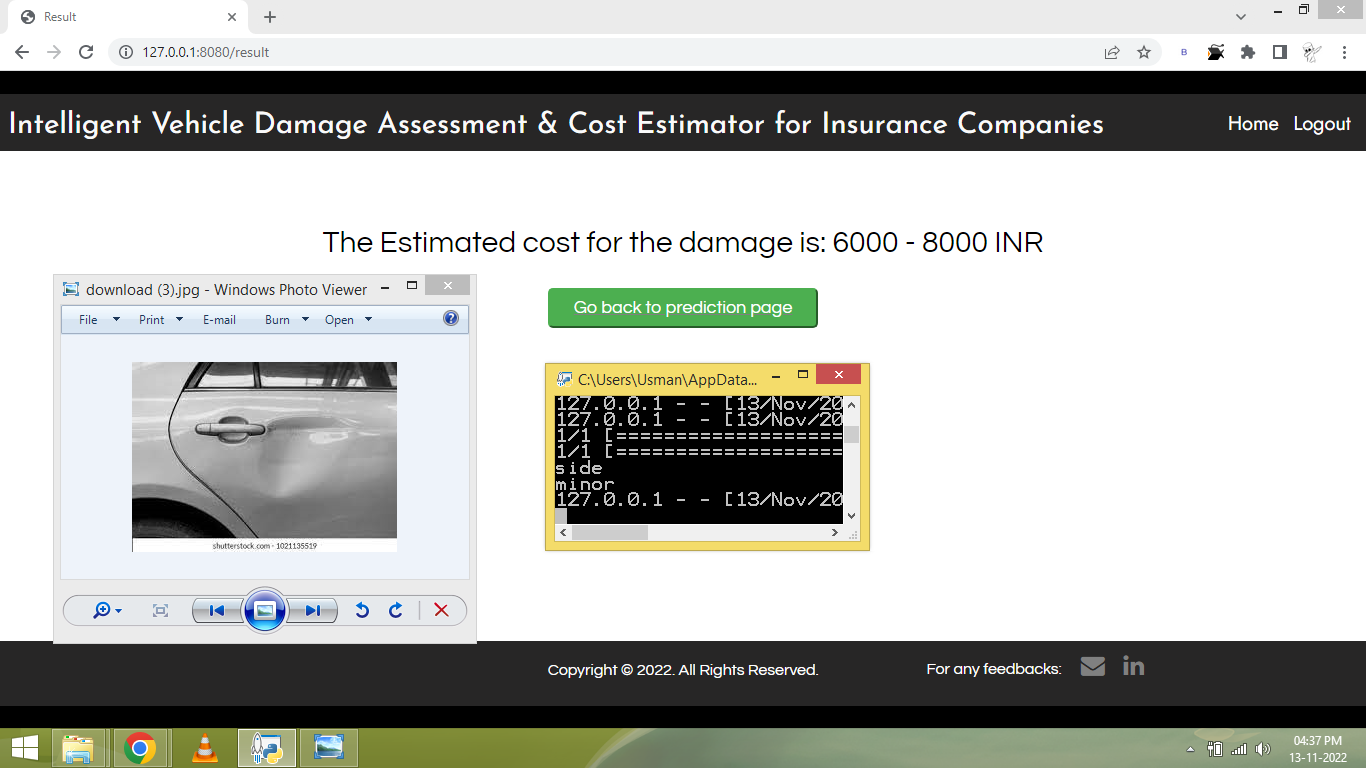 Result
127.0.0.1:8080/result
B
Intelligent Vehicle Damage Assessment & Cost Estimator for Insurance Companies
Home Logout
The Estimated cost for the damage is: 6000 - 8000 INR
download (3).jpg - Windows Photo Viewer
File Print E-mail Burn Open
shutterstock.com · 1021135519
Go back to prediction page
C:\Users\Usman\AppData...
127.0.0.1 - - [13/Nov/20
127.0.0.1 - - [13/Nov/20
1/1 [===================
1/1 [===================
side
minor
127.0.0.1 - - [13/Nov/20
Copyright © 2022. All Rights Reserved.
For any feedbacks:
in
04:37 PM
13-11-2022